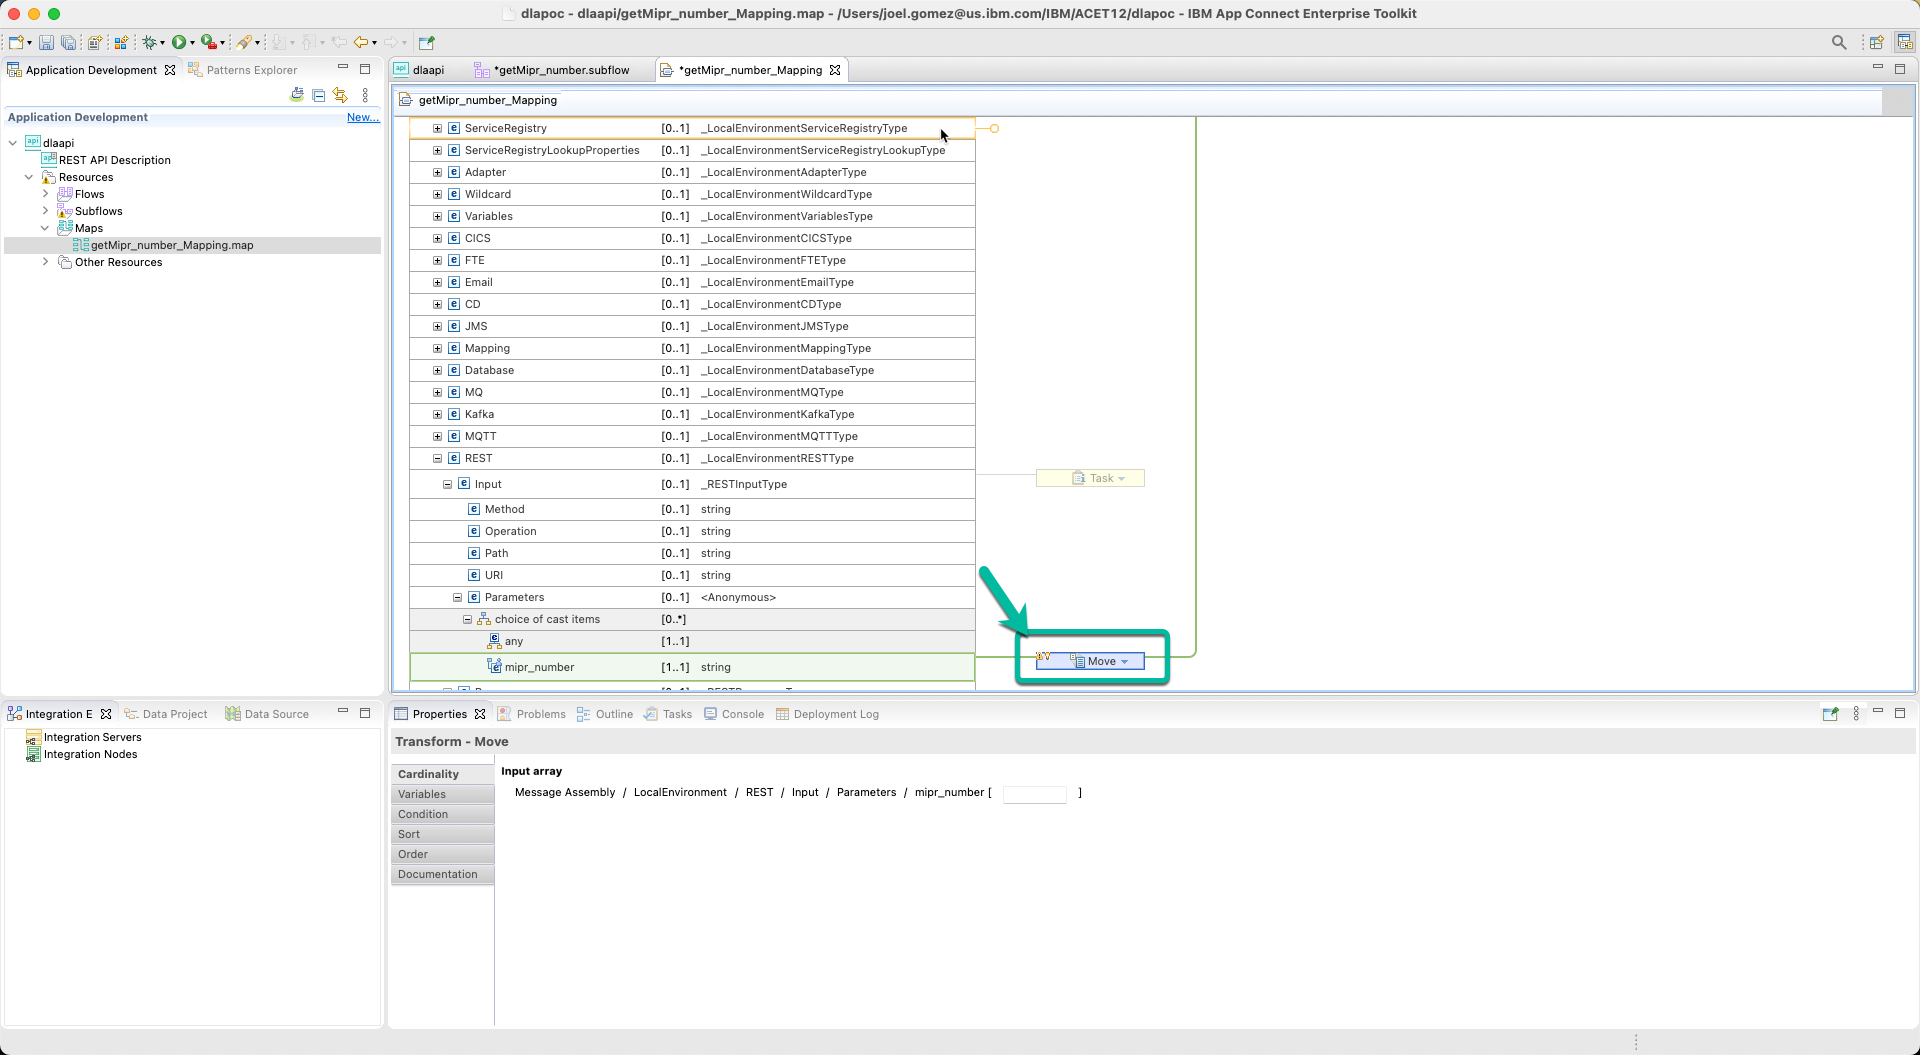 dlapoc - dlaapi/getMipr_number_Mapping.map - /Users/joel.gomez@us.ibm.com/IBM/ACET12/dlapoc - IBM App Connect Enterprise Toolkit
Application Development
Patterns Explorer
api dlaapi
*getMipr_number.subflow
*getMipr_number_Mapping
Application Development New...
api dlaapi
REST API Description
Resources
Flows
Subflows
Maps
getMipr_number_Mapping.map
Other Resources
getMipr_number_Mapping
e ServiceRegistry [0..1] _LocalEnvironmentServiceRegistryType
e ServiceRegistryLookupProperties [0..1] _LocalEnvironmentServiceRegistryLookupType
e Adapter [0..1] _LocalEnvironmentAdapterType
e Wildcard [0..1] _LocalEnvironmentWildcardType
e Variables [0..1] _LocalEnvironmentVariablesType
e CICS [0..1] _LocalEnvironmentCICSType
e FTE [0..1] _LocalEnvironmentFTEType
e Email [0..1] _LocalEnvironmentEmailType
e CD [0..1] _LocalEnvironmentCDType
e JMS [0..1] _LocalEnvironmentJMSType
e Mapping [0..1] _LocalEnvironmentMappingType
e Database [0..1] _LocalEnvironmentDatabaseType
e MQ [0..1] _LocalEnvironmentMQType
e Kafka [0..1] _LocalEnvironmentKafkaType
e MQTT [0..1] _LocalEnvironmentMQTTType
e REST [0..1] _LocalEnvironmentRESTType
e Input [0..1] _RESTInputType
Task
e Method [0..1] string
e Operation [0..1] string
e Path [0..1] string
e URI [0..1] string
e Parameters [0..1] <Anonymous>
choice of cast items [0..*]
any [1..1]
mipr_number [1..1] string
Move
Integration E
Data Project
Data Source
Integration Servers
Integration Nodes
Properties
Problems
Outline
Tasks
Console
Deployment Log
Transform - Move
Cardinality
Variables
Condition
Sort
Order
Documentation
Input array
Message Assembly / LocalEnvironment / REST / Input / Parameters / mipr_number [ ]